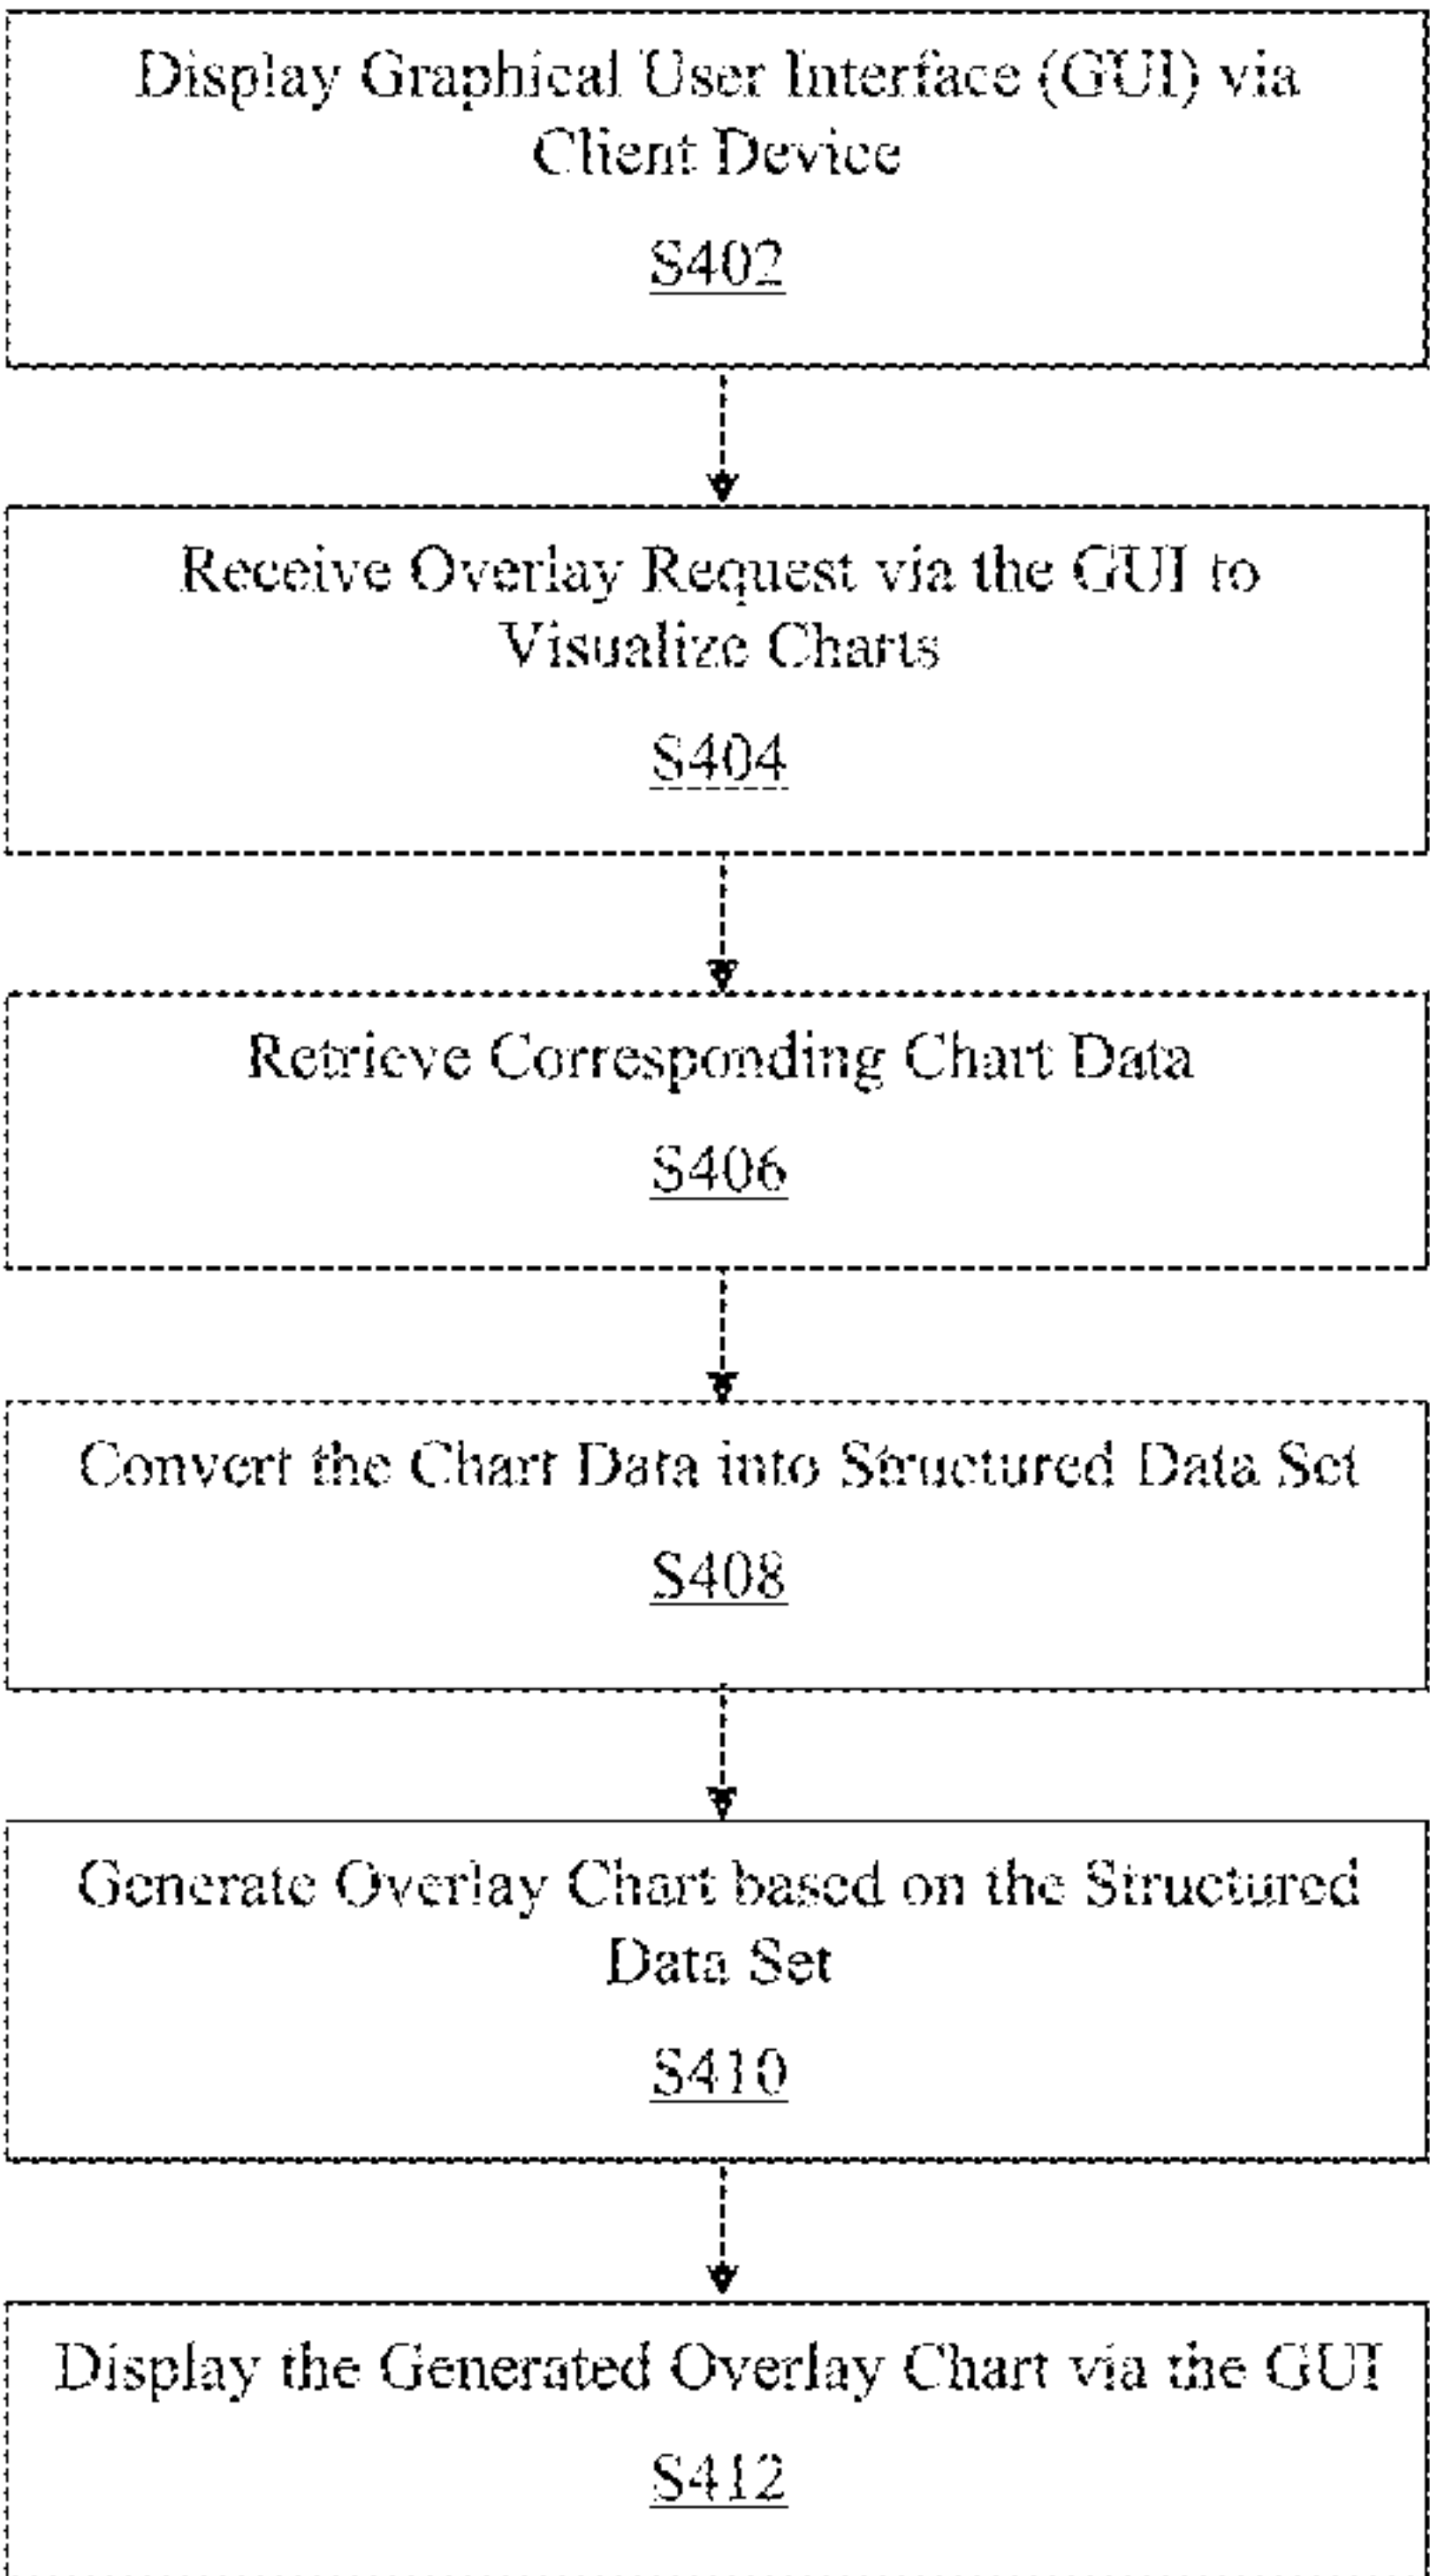 Display Graphical User Interface (GUI) via
Client Device
S402
Receive Overlay Request via the GUI to
Visualize Charts
S404
Retrieve Corresponding Chart Data
S406
Convert the Chart Data into Structured Data Set
S408
Generate Overlay Chart based on the Structured
Data Set
S410
Display the Generated Overlay Chart via the GUI
S412